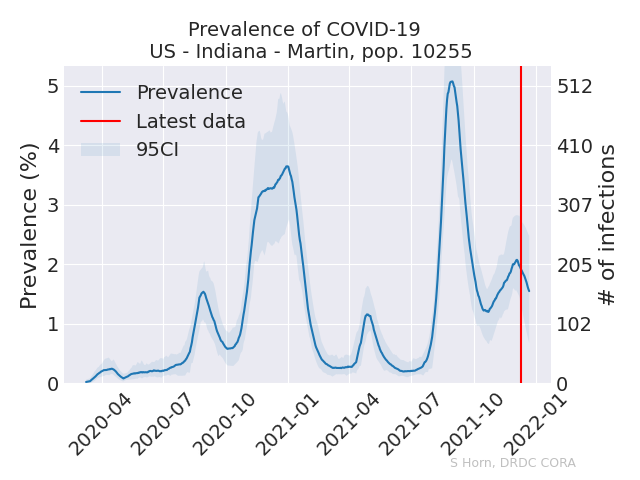 Prevalence of COVID-19
US - Indiana - Martin, pop. 10255
Prevalence
Latest data
95CI
Prevalence (%)
5
4
3
2
1
0
512
410
307
205
102
0
# of infections
2020-04
2020-07
2020-10
2021-01
2021-04
2021-07
2021-10
2022-01
S Horn, DRDC CORA